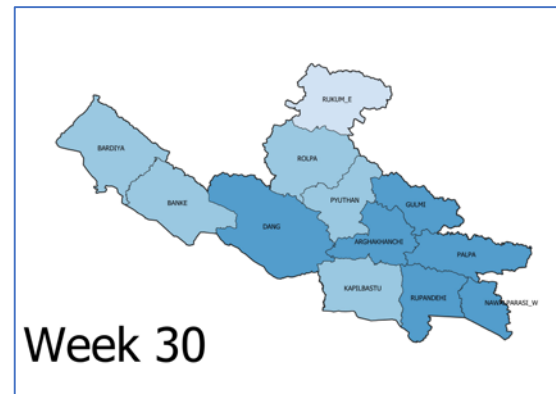 RUKUM_E
BARDIYA
ROLPA
BANKE
PYUTHAN
GULMI
DANG
ARGHAKHANCHI
PALPA
KAPILBASTU
RUPANDEHI
NAWALPARASI_W
Week 30